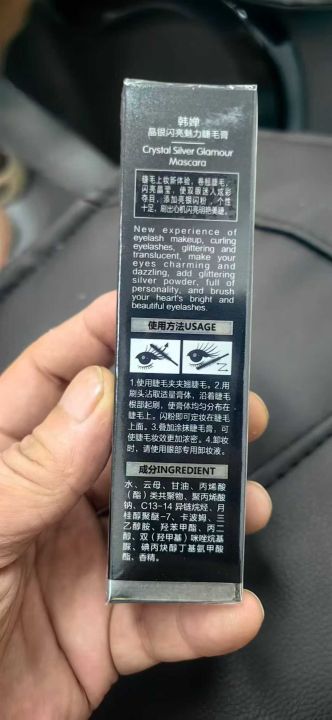 韩婵
晶银闪亮魅力睫毛膏
Crystal Silver Glamour
Mascara
睫毛上妆新体验，卷翘睫毛，
闪亮晶莹，使双眼迷人炫彩
夺目，添加亮银闪粉，个性
十足，刷出心机闪亮明艳美睫。
New experience of
eyelash makeup, curling
eyelashes, glittering and
translucent, make your
eyes charming and
dazzling, add glittering
silver powder, full of
personality, and brush
your heart's bright and
beautiful eyelashes.
使用方法USAGE
1.使用睫毛夹夹翘睫毛。2.用
刷头沾取适量膏体，沿着睫毛
根部起刷，使膏体均匀分布在
睫毛上。闪粉即可定妆在睫毛
上面。3.叠加涂抹睫毛膏，可
使睫毛妆效更加浓密。4.卸妆
时，请使用眼部专用卸妆液。
成分INGREDIENT
水、云母、甘油、丙烯酸
（酯）类共聚物、聚丙烯酸
钠、C13-14 异链烷烃、月
桂醇聚醚-7、卡波姆、三
乙醇胺、羟苯甲酯、丙二
醇、双（羟甲基）咪唑烷基
脲、碘丙炔醇丁基氨甲酸
酯、香精。